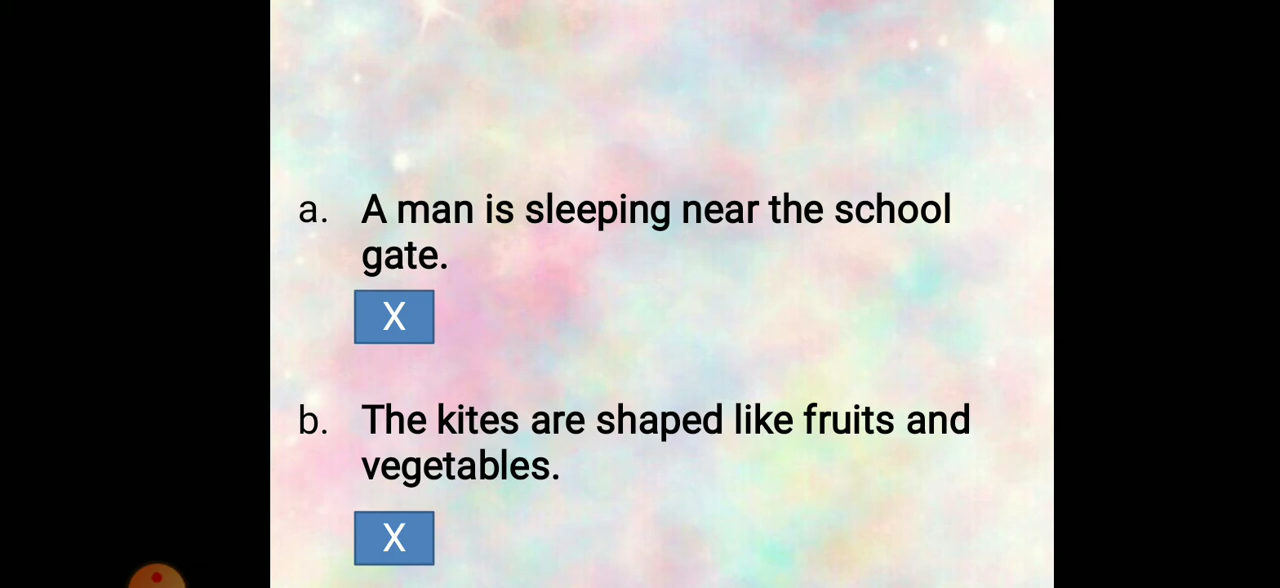 a. A man is sleeping near the school
gate.
X
b. The kites are shaped like fruits and
vegetables.
X